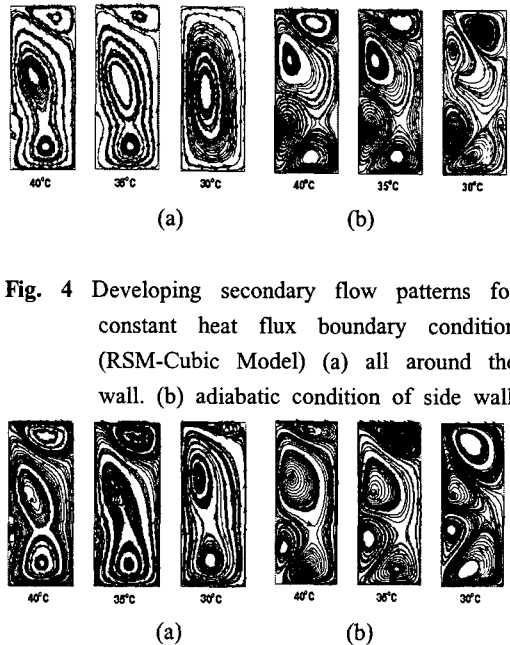 40°C 35°C 30°C 40°C 35°C 30°C
(a) (b)
Fig. 4 Developing secondary flow patterns fo
constant heat flux boundary condition
(RSM-Cubic Model) (a) all around the
wall. (b) adiabatic condition of side wall
40°C 35°C 30°C 40°C 35°C 30°C
(a) (b)